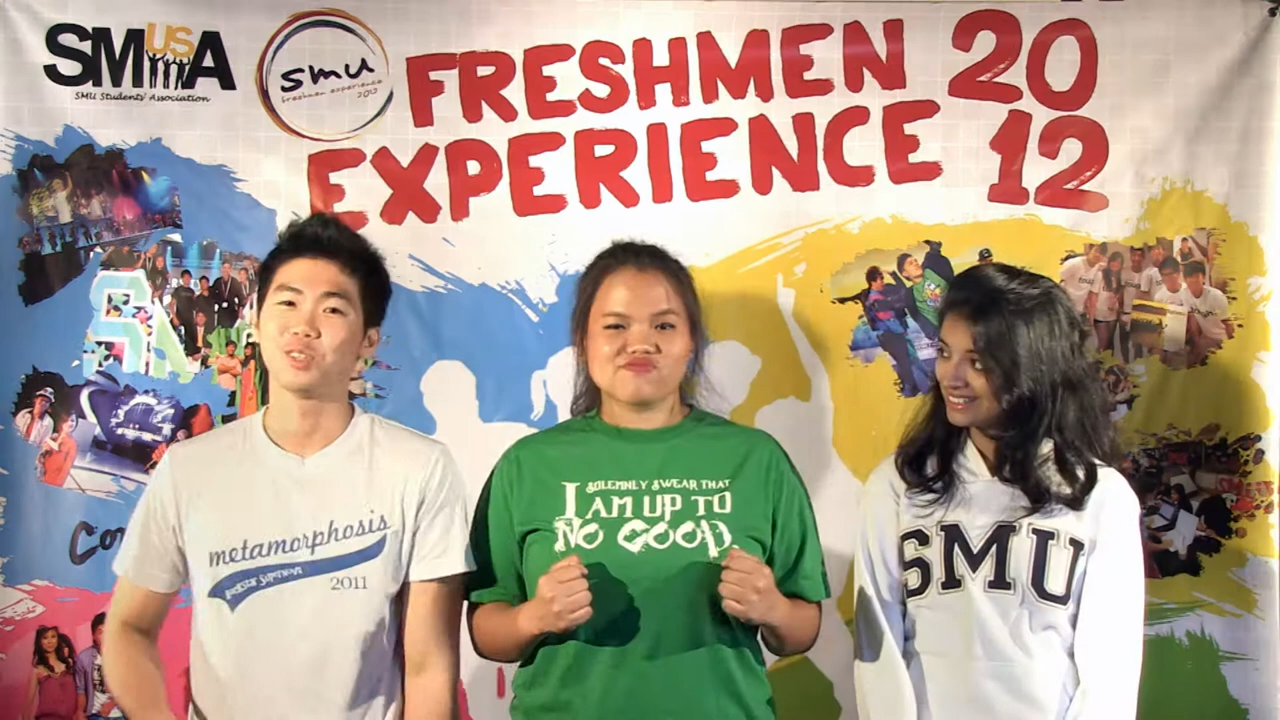 SMUSA
SMU Students' Association
smu
freshmen experience
2012
FRESHMEN 20
EXPERIENCE 12
metamorphosis
2011
I SOLEMNLY SWEAR THAT
AM UP TO
NO GOOD.
SMU